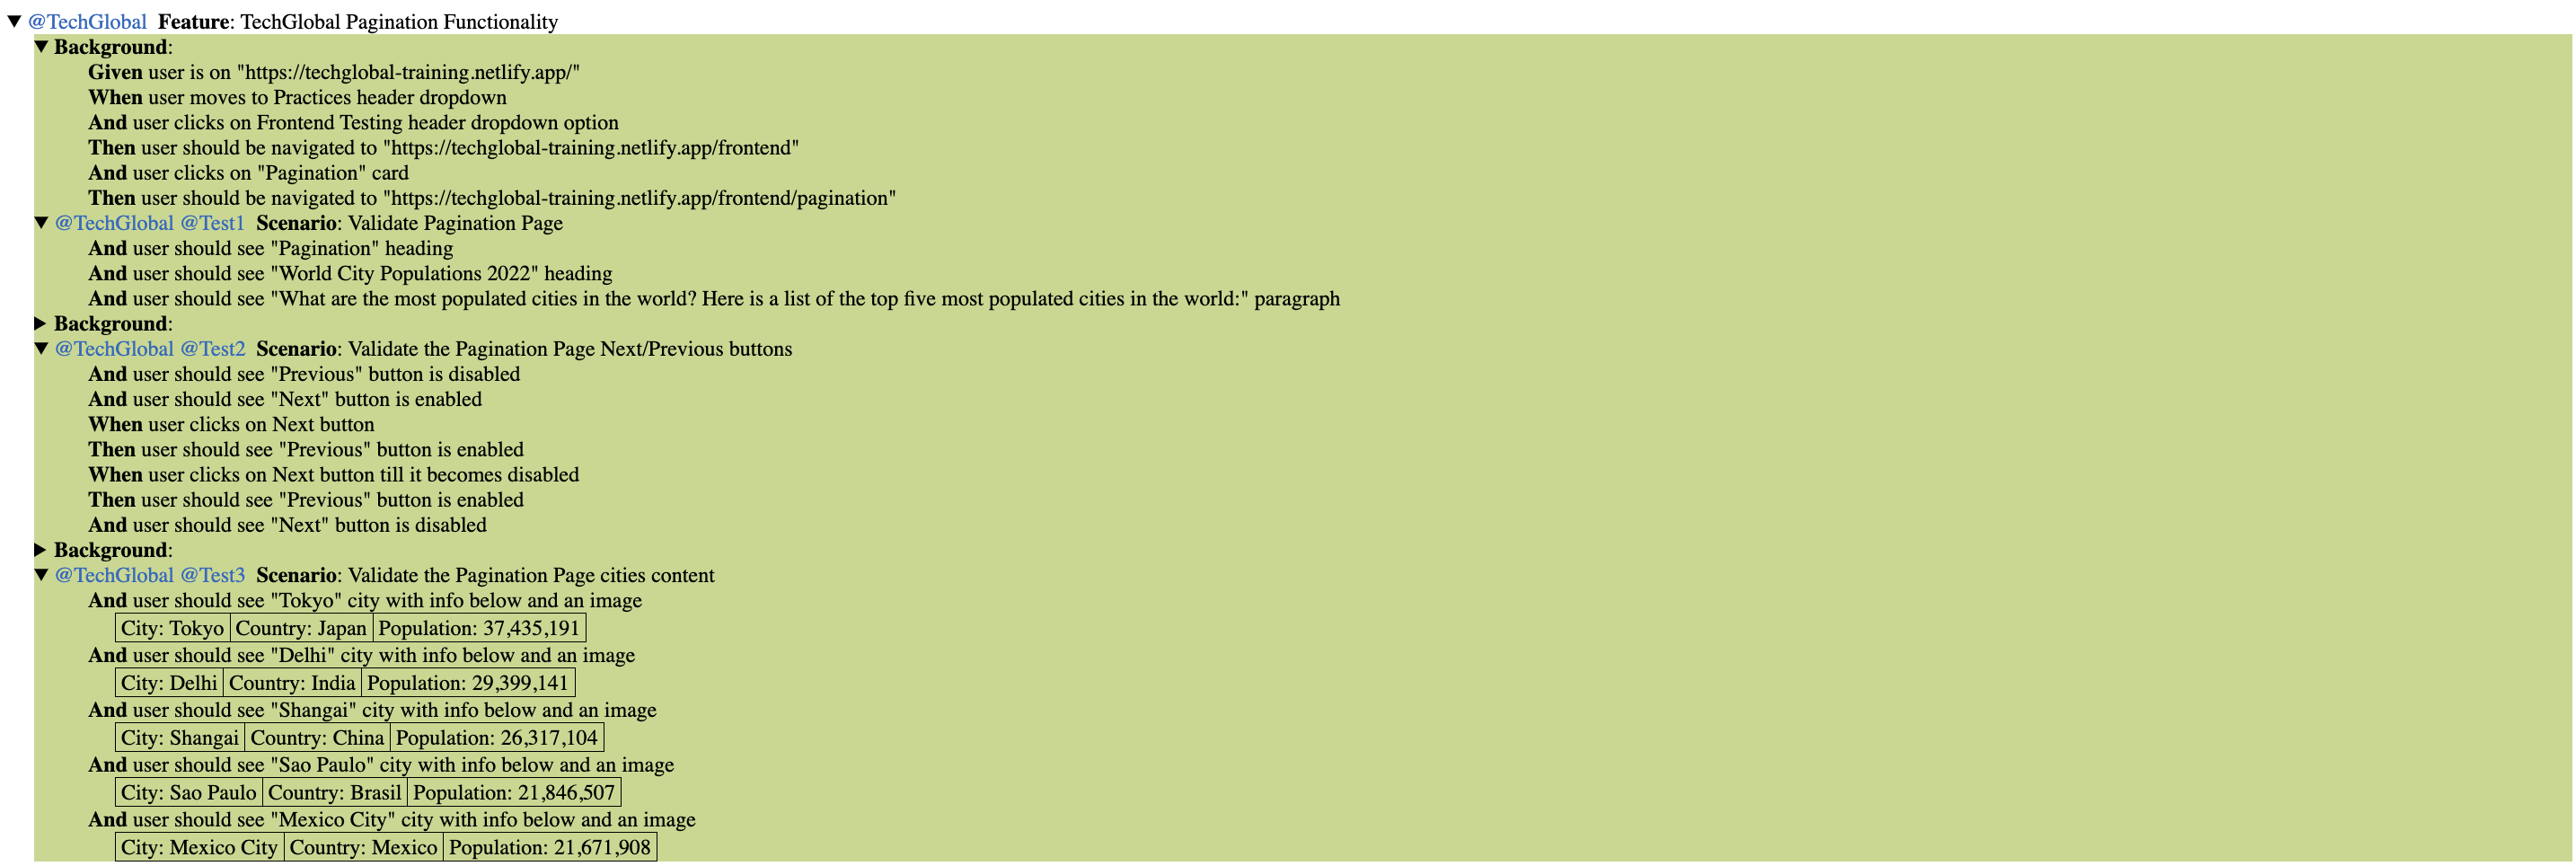 @TechGlobal Feature: TechGlobal Pagination Functionality
Background:
Given user is on "https://techglobal-training.netlify.app/"
When user moves to Practices header dropdown
And user clicks on Frontend Testing header dropdown option
Then user should be navigated to "https://techglobal-training.netlify.app/frontend"
And user clicks on "Pagination" card
Then user should be navigated to "https://techglobal-training.netlify.app/frontend/pagination"
@TechGlobal @Test1 Scenario: Validate Pagination Page
And user should see "Pagination" heading
And user should see "World City Populations 2022" heading
And user should see "What are the most populated cities in the world? Here is a list of the top five most populated cities in the world:" paragraph
Background:
@TechGlobal @Test2 Scenario: Validate the Pagination Page Next/Previous buttons
And user should see "Previous" button is disabled
And user should see "Next" button is enabled
When user clicks on Next button
Then user should see "Previous" button is enabled
When user clicks on Next button till it becomes disabled
Then user should see "Previous" button is enabled
And user should see "Next" button is disabled
Background:
@TechGlobal @Test3 Scenario: Validate the Pagination Page cities content
And user should see "Tokyo" city with info below and an image
City: Tokyo Country: Japan Population: 37,435,191
And user should see "Delhi" city with info below and an image
City: Delhi Country: India Population: 29,399,141
And user should see "Shangai" city with info below and an image
City: Shangai Country: China Population: 26,317,104
And user should see "Sao Paulo" city with info below and an image
City: Sao Paulo Country: Brasil Population: 21,846,507
And user should see "Mexico City" city with info below and an image
City: Mexico City Country: Mexico Population: 21,671,908